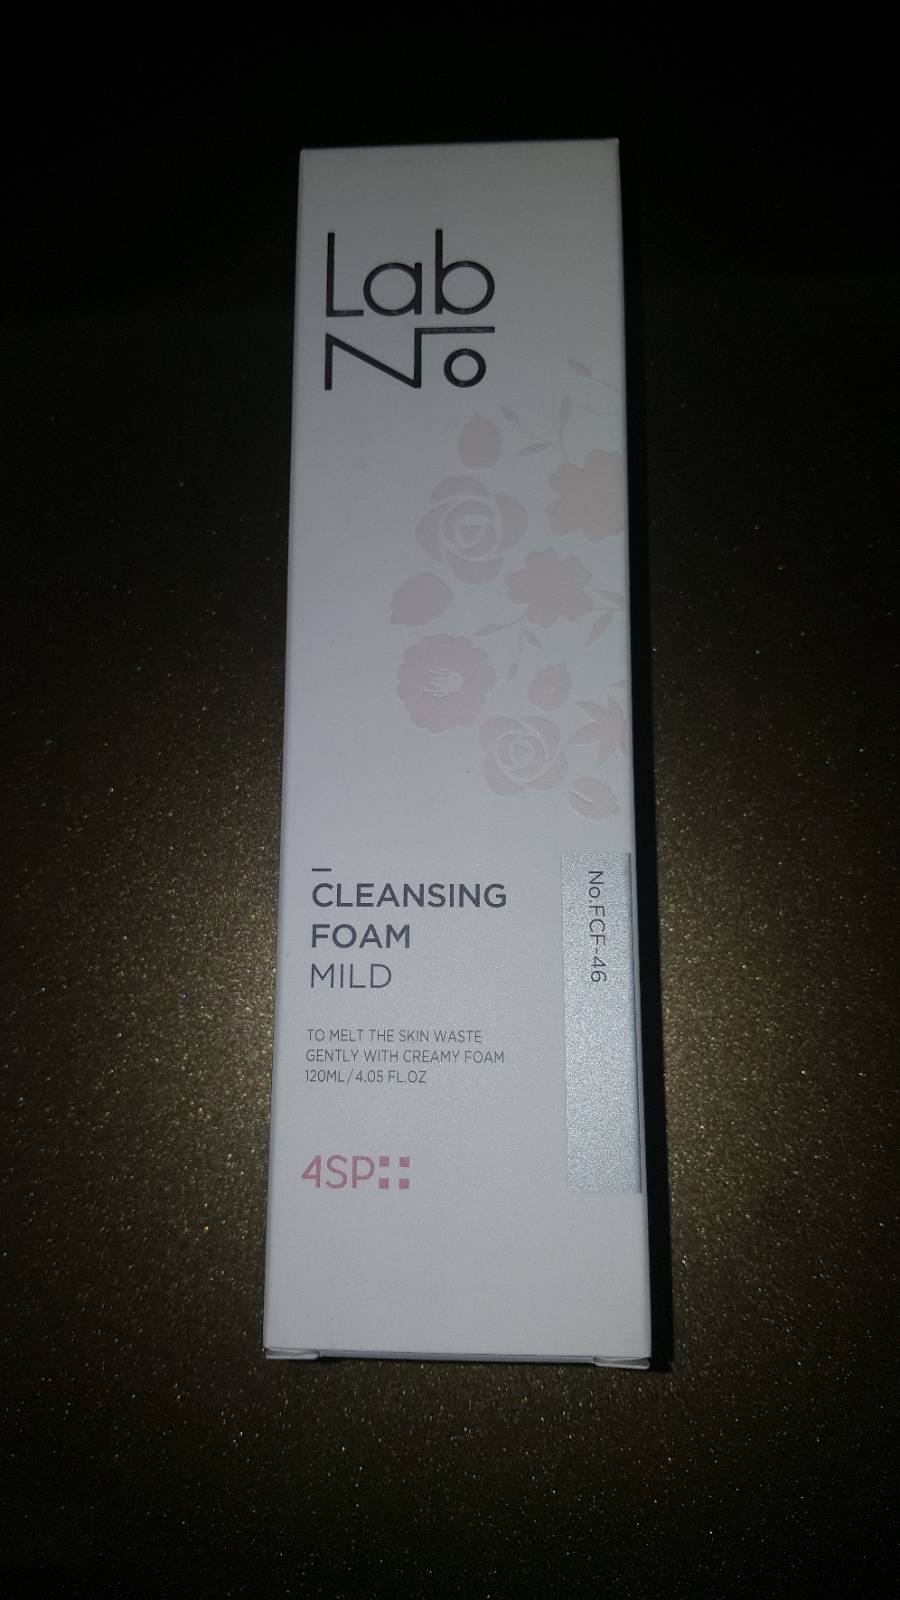 Lab
No
CLEANSING
FOAM
MILD
No.FCF-46
TO MELT THE SKIN WASTE
GENTLY WITH CREAMY FOAM
120ML/4.05 FL.OZ
4SP